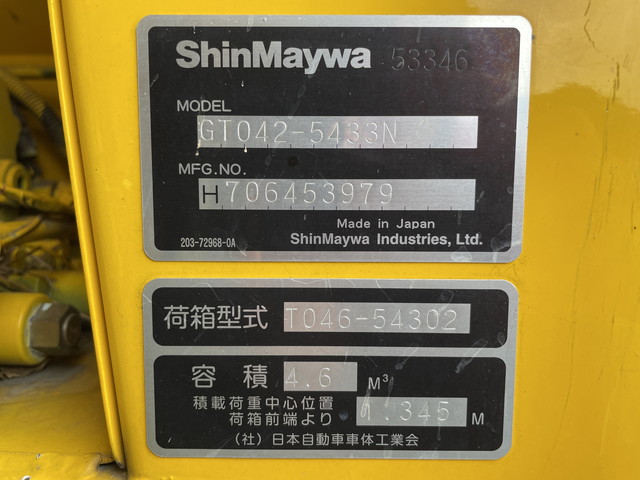 ShinMaywa 53346
MODEL
GT042-5433N
MFG.NO.
H706453979
Made in Japan
203-72968-0A ShinMaywa Industries, Ltd.
荷箱型式 T046-54302
容積 4.6 M³
積載荷重中心位置
荷箱前端より 1.345 M
(社)日本自動車車体工業会